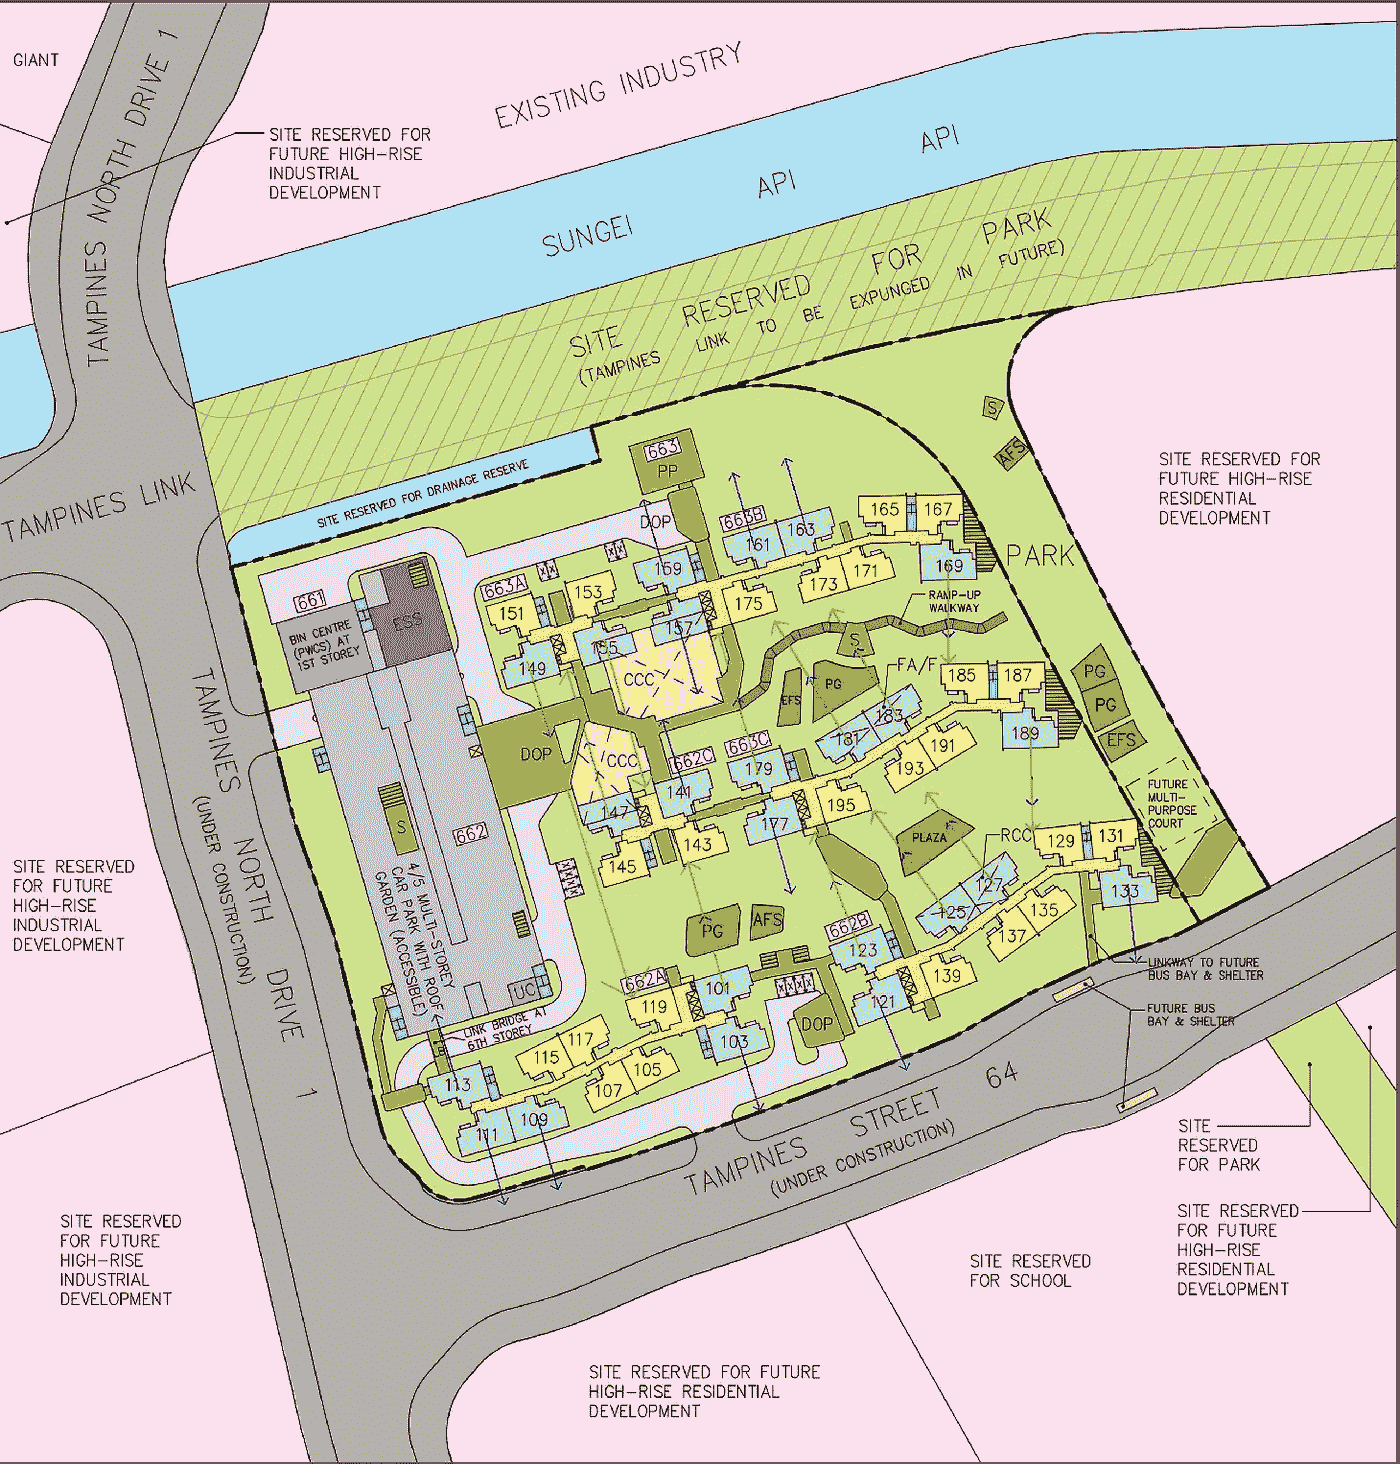 GIANT
TAMPINES NORTH DRIVE 1
EXISTING INDUSTRY
SITE RESERVED FOR
FUTURE HIGH-RISE
INDUSTRIAL
DEVELOPMENT
SUNGEI API API
SITE RESERVED FOR PARK
(TAMPINES LINK TO BE EXPUNGED IN FUTURE)
TAMPINES LINK
SITE RESERVED FOR DRAINAGE RESERVE
S
AFS
PARK
SITE RESERVED FOR
FUTURE HIGH-RISE
RESIDENTIAL
DEVELOPMENT
663
PP
DOP
663B
161
163
165
167
169
171
173
175
159
157
XX
XX
663A
151
153
149
155
CCC
661
BIN CENTRE
(PWCS) AT
1ST STOREY
ESS
RAMP-UP
WALKWAY
S
FA/F
PG
EFS
185
187
189
183
181
191
193
663C
179
177
195
PG
PG
EFS
FUTURE
MULTI-
PURPOSE
COURT
DOP
CCC
662C
141
147
145
143
662
S
4/5 MULTI-STOREY
CAR PARK WITH ROOF
GARDEN (ACCESSIBLE)
UC
XXXX
PLAZA
RCC
129
131
133
127
125
135
137
PG
AFS
662B
123
139
121
XXXX
DOP
662A
119
101
103
LINK BRIDGE AT
6TH STOREY
LB
115
117
105
107
113
111
109
LINKWAY TO FUTURE
BUS BAY & SHELTER
FUTURE BUS
BAY & SHELTER
TAMPINES NORTH DRIVE 1
(UNDER CONSTRUCTION)
TAMPINES STREET 64
(UNDER CONSTRUCTION)
SITE RESERVED
FOR FUTURE
HIGH-RISE
INDUSTRIAL
DEVELOPMENT
SITE RESERVED
FOR FUTURE
HIGH-RISE
INDUSTRIAL
DEVELOPMENT
SITE
RESERVED
FOR PARK
SITE RESERVED
FOR FUTURE
HIGH-RISE
RESIDENTIAL
DEVELOPMENT
SITE RESERVED
FOR SCHOOL
SITE RESERVED FOR FUTURE
HIGH-RISE RESIDENTIAL
DEVELOPMENT